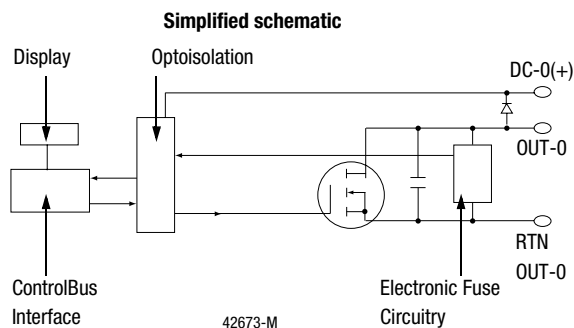 Simplified schematic
Display
Optoisolation
DC-0(+)
OUT-0
RTN
OUT-0
ControlBus
Interface
Electronic Fuse
Circuitry
42673-M